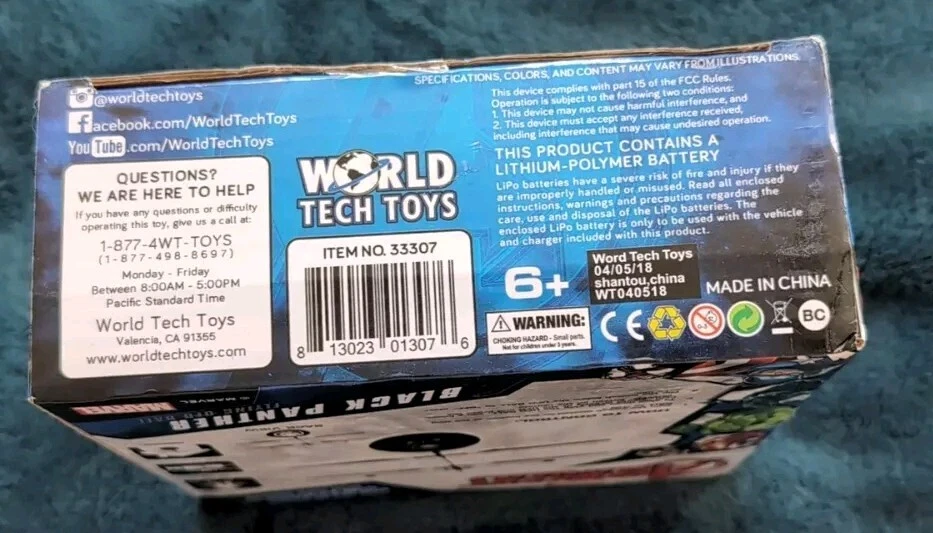 @worldtechtoys
facebook.com/WorldTechToys
YouTube.com/WorldTechToys
QUESTIONS?
WE ARE HERE TO HELP
If you have any questions or difficulty
operating this toy, give us a call at:
1-877-4WT-TOYS
(1-877-498-8697)
Monday - Friday
Between 8:00AM - 5:00PM
Pacific Standard Time
World Tech Toys
Valencia, CA 91355
www.worldtechtoys.com
WORLD
TECH TOYS
ITEM NO. 33307
8 13023 01307 6
SPECIFICATIONS, COLORS, AND CONTENT MAY VARY FROM ILLUSTRATIONS.
This device complies with part 15 of the FCC Rules.
Operation is subject to the following two conditions:
1. This device may not cause harmful interference, and
2. This device must accept any interference received,
including interference that may cause undesired operation.
THIS PRODUCT CONTAINS A
LITHIUM-POLYMER BATTERY
LiPo batteries have a severe risk of fire and injury if they
are improperly handled or misused. Read all enclosed
instructions, warnings and precautions regarding the
care, use and disposal of the LiPo batteries. The
enclosed LiPo battery is only to be used with the vehicle
and charger included with this product.
6+
Word Tech Toys
04/05/18
shantou,china
WT040518
MADE IN CHINA
WARNING:
CHOKING HAZARD - Small parts.
Not for children under 3 years.
CE
0-3
BC
© MARVEL
MARVEL
BLACK PANTHER
FLYING UFO BALL